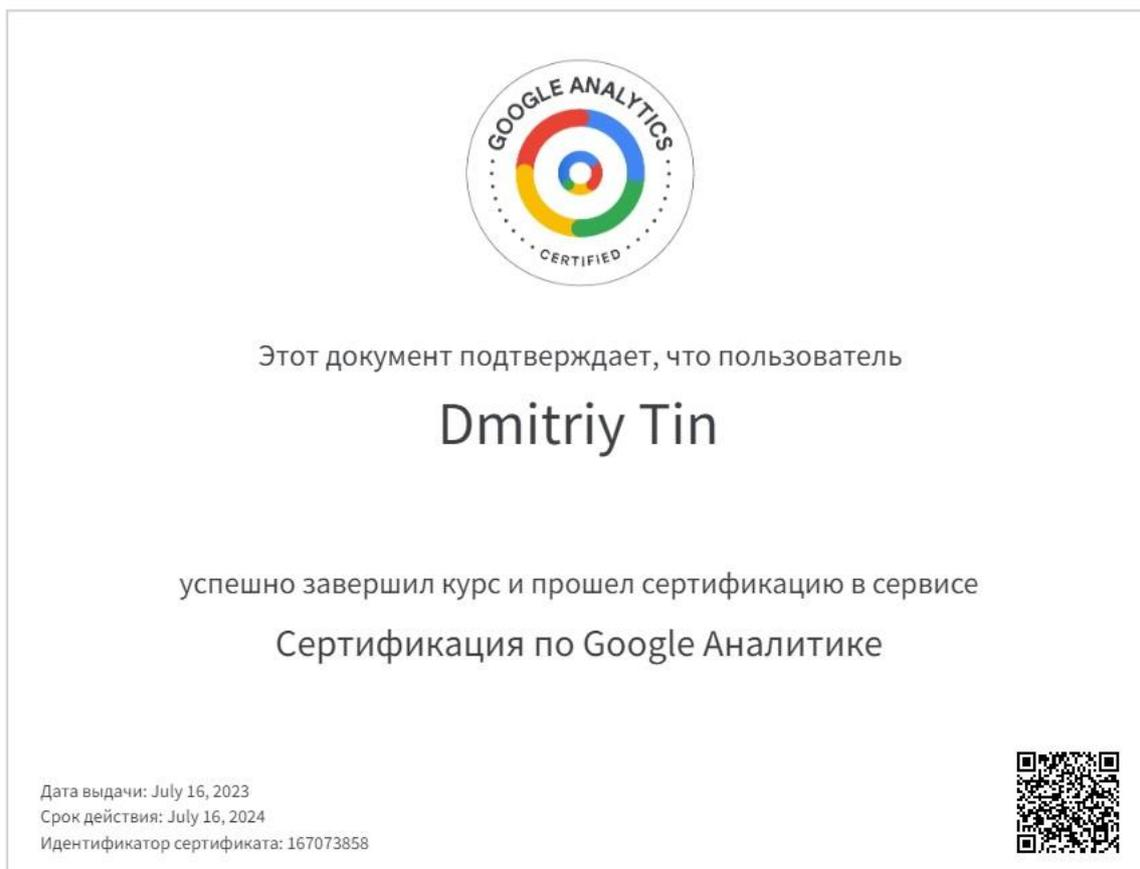 GOOGLE ANALYTICS
CERTIFIED
Этот документ подтверждает, что пользователь
Dmitriy Tin
успешно завершил курс и прошел сертификацию в сервисе
Сертификация по Google Аналитике
Дата выдачи: July 16, 2023
Срок действия: July 16, 2024
Идентификатор сертификата: 167073858